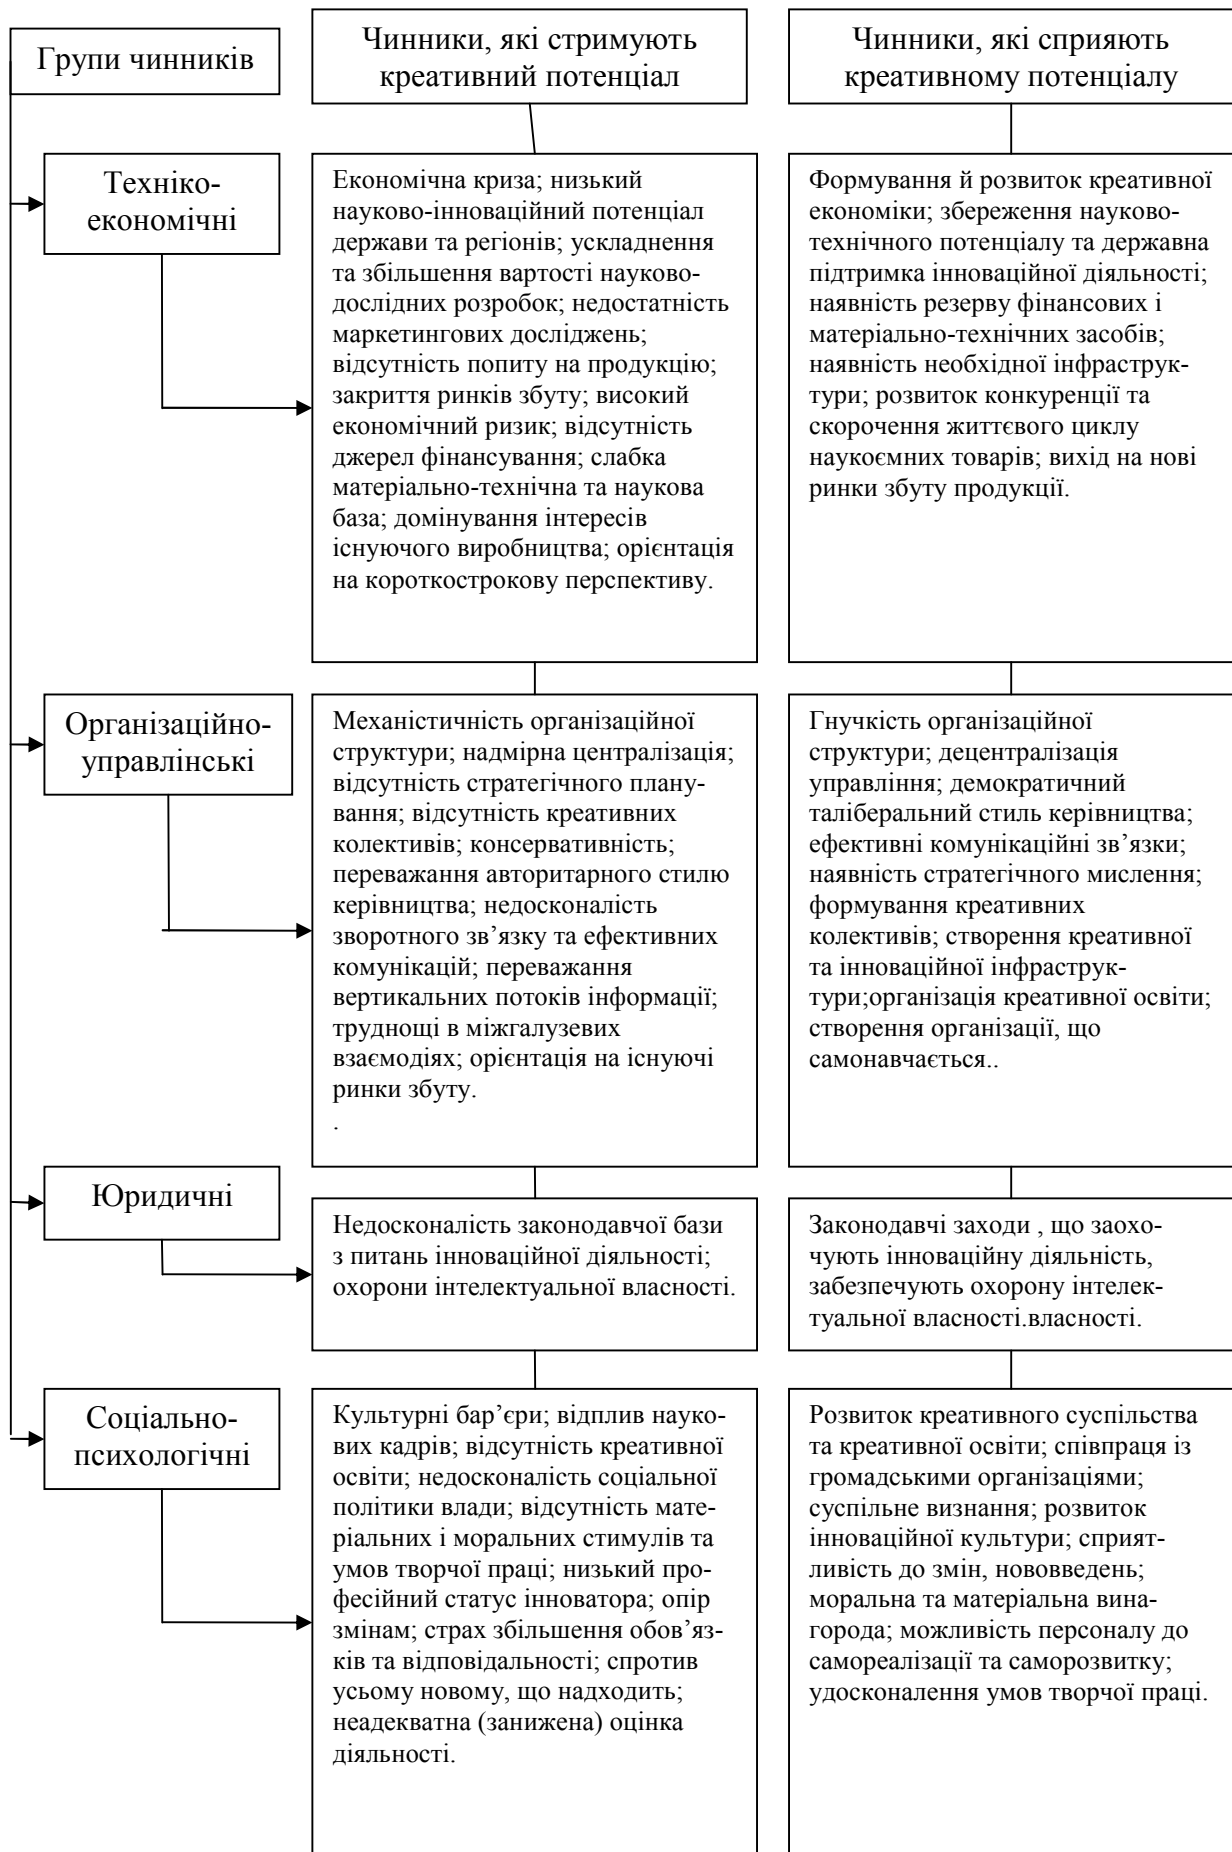 Групи чинників
Чинники, які стримують
креативний потенціал
Чинники, які сприяють
креативному потенціалу
Техніко-
економічні
Економічна криза; низький
науково-інноваційний потенціал
держави та регіонів; ускладнення
та збільшення вартості науково-
дослідних розробок; недостатність
маркетингових досліджень;
відсутність попиту на продукцію;
закриття ринків збуту; високий
економічний ризик; відсутність
джерел фінансування; слабка
матеріально-технічна та наукова
база; домінування інтересів
існуючого виробництва; орієнтація
на короткострокову перспективу.
Формування й розвиток креативної
економіки; збереження науково-
технічного потенціалу та державна
підтримка інноваційної діяльності;
наявність резерву фінансових і
матеріально-технічних засобів;
наявність необхідної інфраструк-
тури; розвиток конкуренції та
скорочення життєвого циклу
наукоємних товарів; вихід на нові
ринки збуту продукції.
Організаційно-
управлінські
Механістичність організаційної
структури; надмірна централізація;
відсутність стратегічного плану-
вання; відсутність креативних
колективів; консервативність;
переважання авторитарного стилю
керівництва; недосконалість
зворотного зв’язку та ефективних
комунікацій; переважання
вертикальних потоків інформації;
труднощі в міжгалузевих
взаємодіях; орієнтація на існуючі
ринки збуту.
.
Гнучкість організаційної
структури; децентралізація
управління; демократичний
таліберальний стиль керівництва;
ефективні комунікаційні зв’язки;
наявність стратегічного мислення;
формування креативних
колективів; створення креативної
та інноваційної інфраструк-
тури;організація креативної освіти;
створення організації, що
самонавчається..
Юридичні
Недосконалість законодавчої бази
з питань інноваційної діяльності;
охорони інтелектуальної власності.
Законодавчі заходи , що заохо-
чують інноваційну діяльність,
забезпечують охорону інтелек-
туальної власності.власності.
Соціально-
психологічні
Культурні бар’єри; відплив науко-
вих кадрів; відсутність креативної
освіти; недосконалість соціальної
політики влади; відсутність мате-
ріальних і моральних стимулів та
умов творчої праці; низький про-
фесійний статус інноватора; опір
змінам; страх збільшення обов’яз-
ків та відповідальності; спротив
усьому новому, що надходить;
неадекватна (занижена) оцінка
діяльності.
Розвиток креативного суспільства
та креативної освіти; співпраця із
громадськими організаціями;
суспільне визнання; розвиток
інноваційної культури; сприят-
ливість до змін, нововведень;
моральна та матеріальна вина-
города; можливість персоналу до
самореалізації та саморозвитку;
удосконалення умов творчої праці.